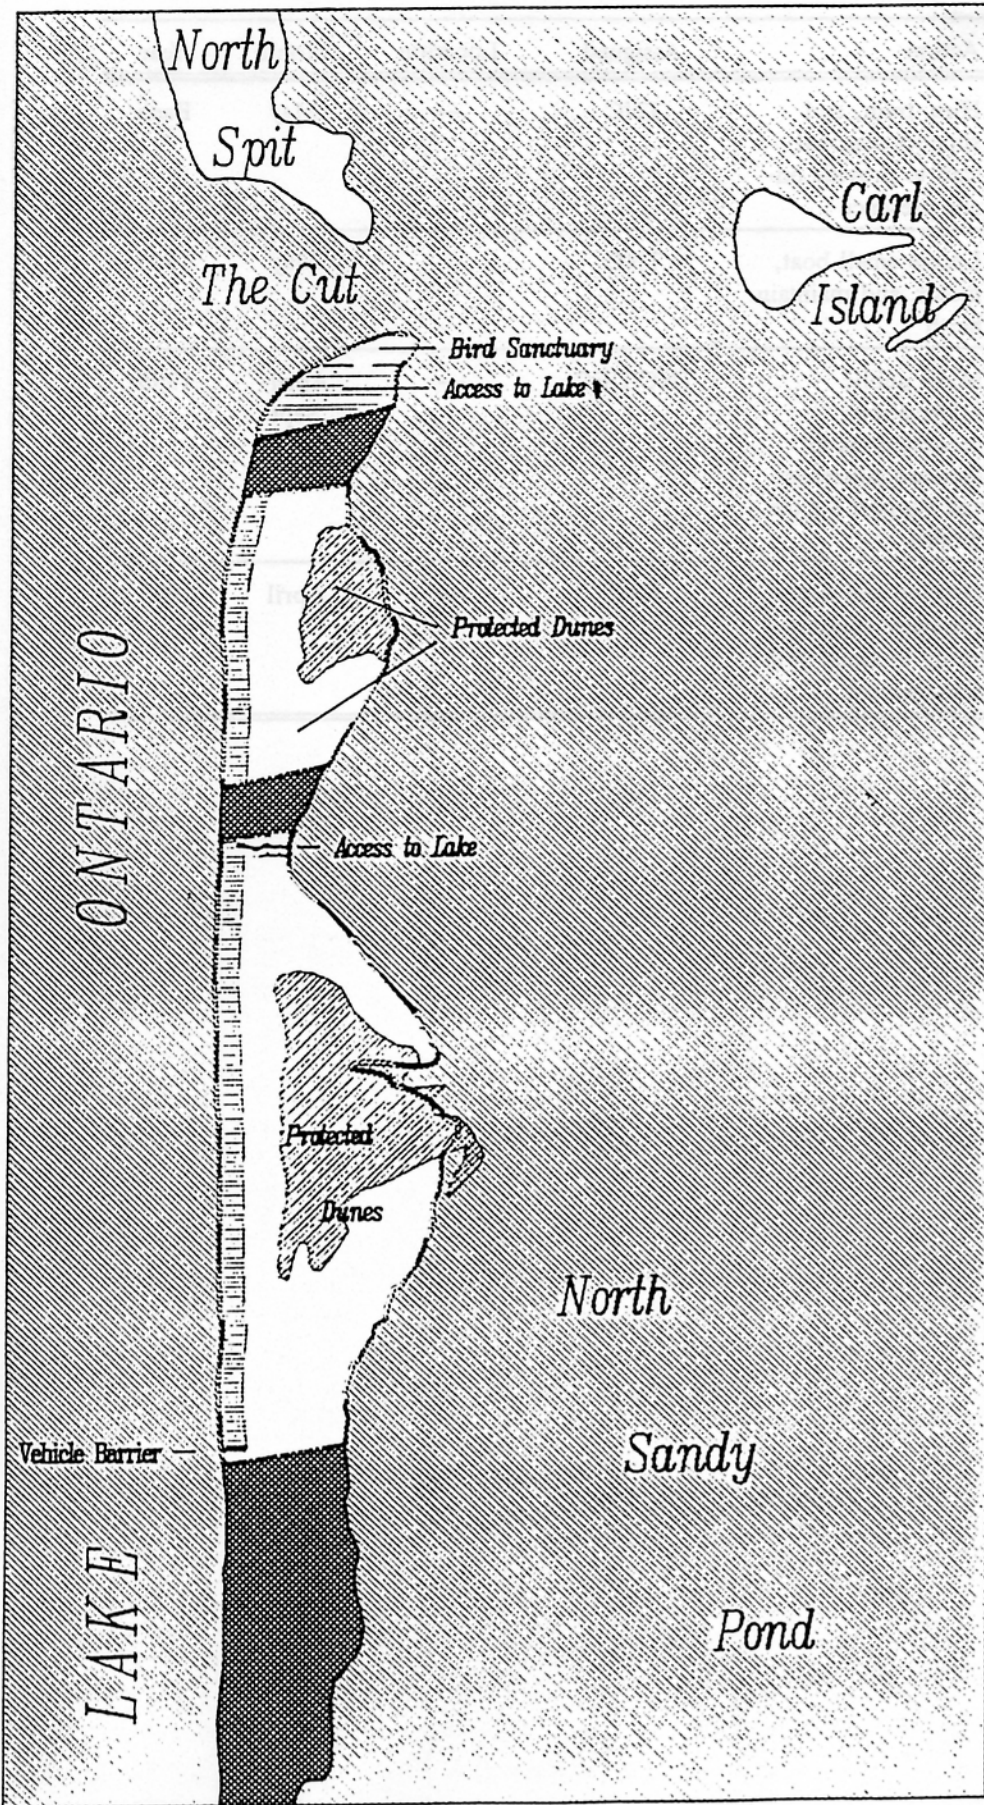 North
Spit
Carl
Island
The Cut
Bird Sanctuary
Access to Lake
Protected Dunes
ONTARIO
Access to Lake
Protected
Dunes
North
Vehicle Barrier
Sandy
LAKE
Pond
boat,